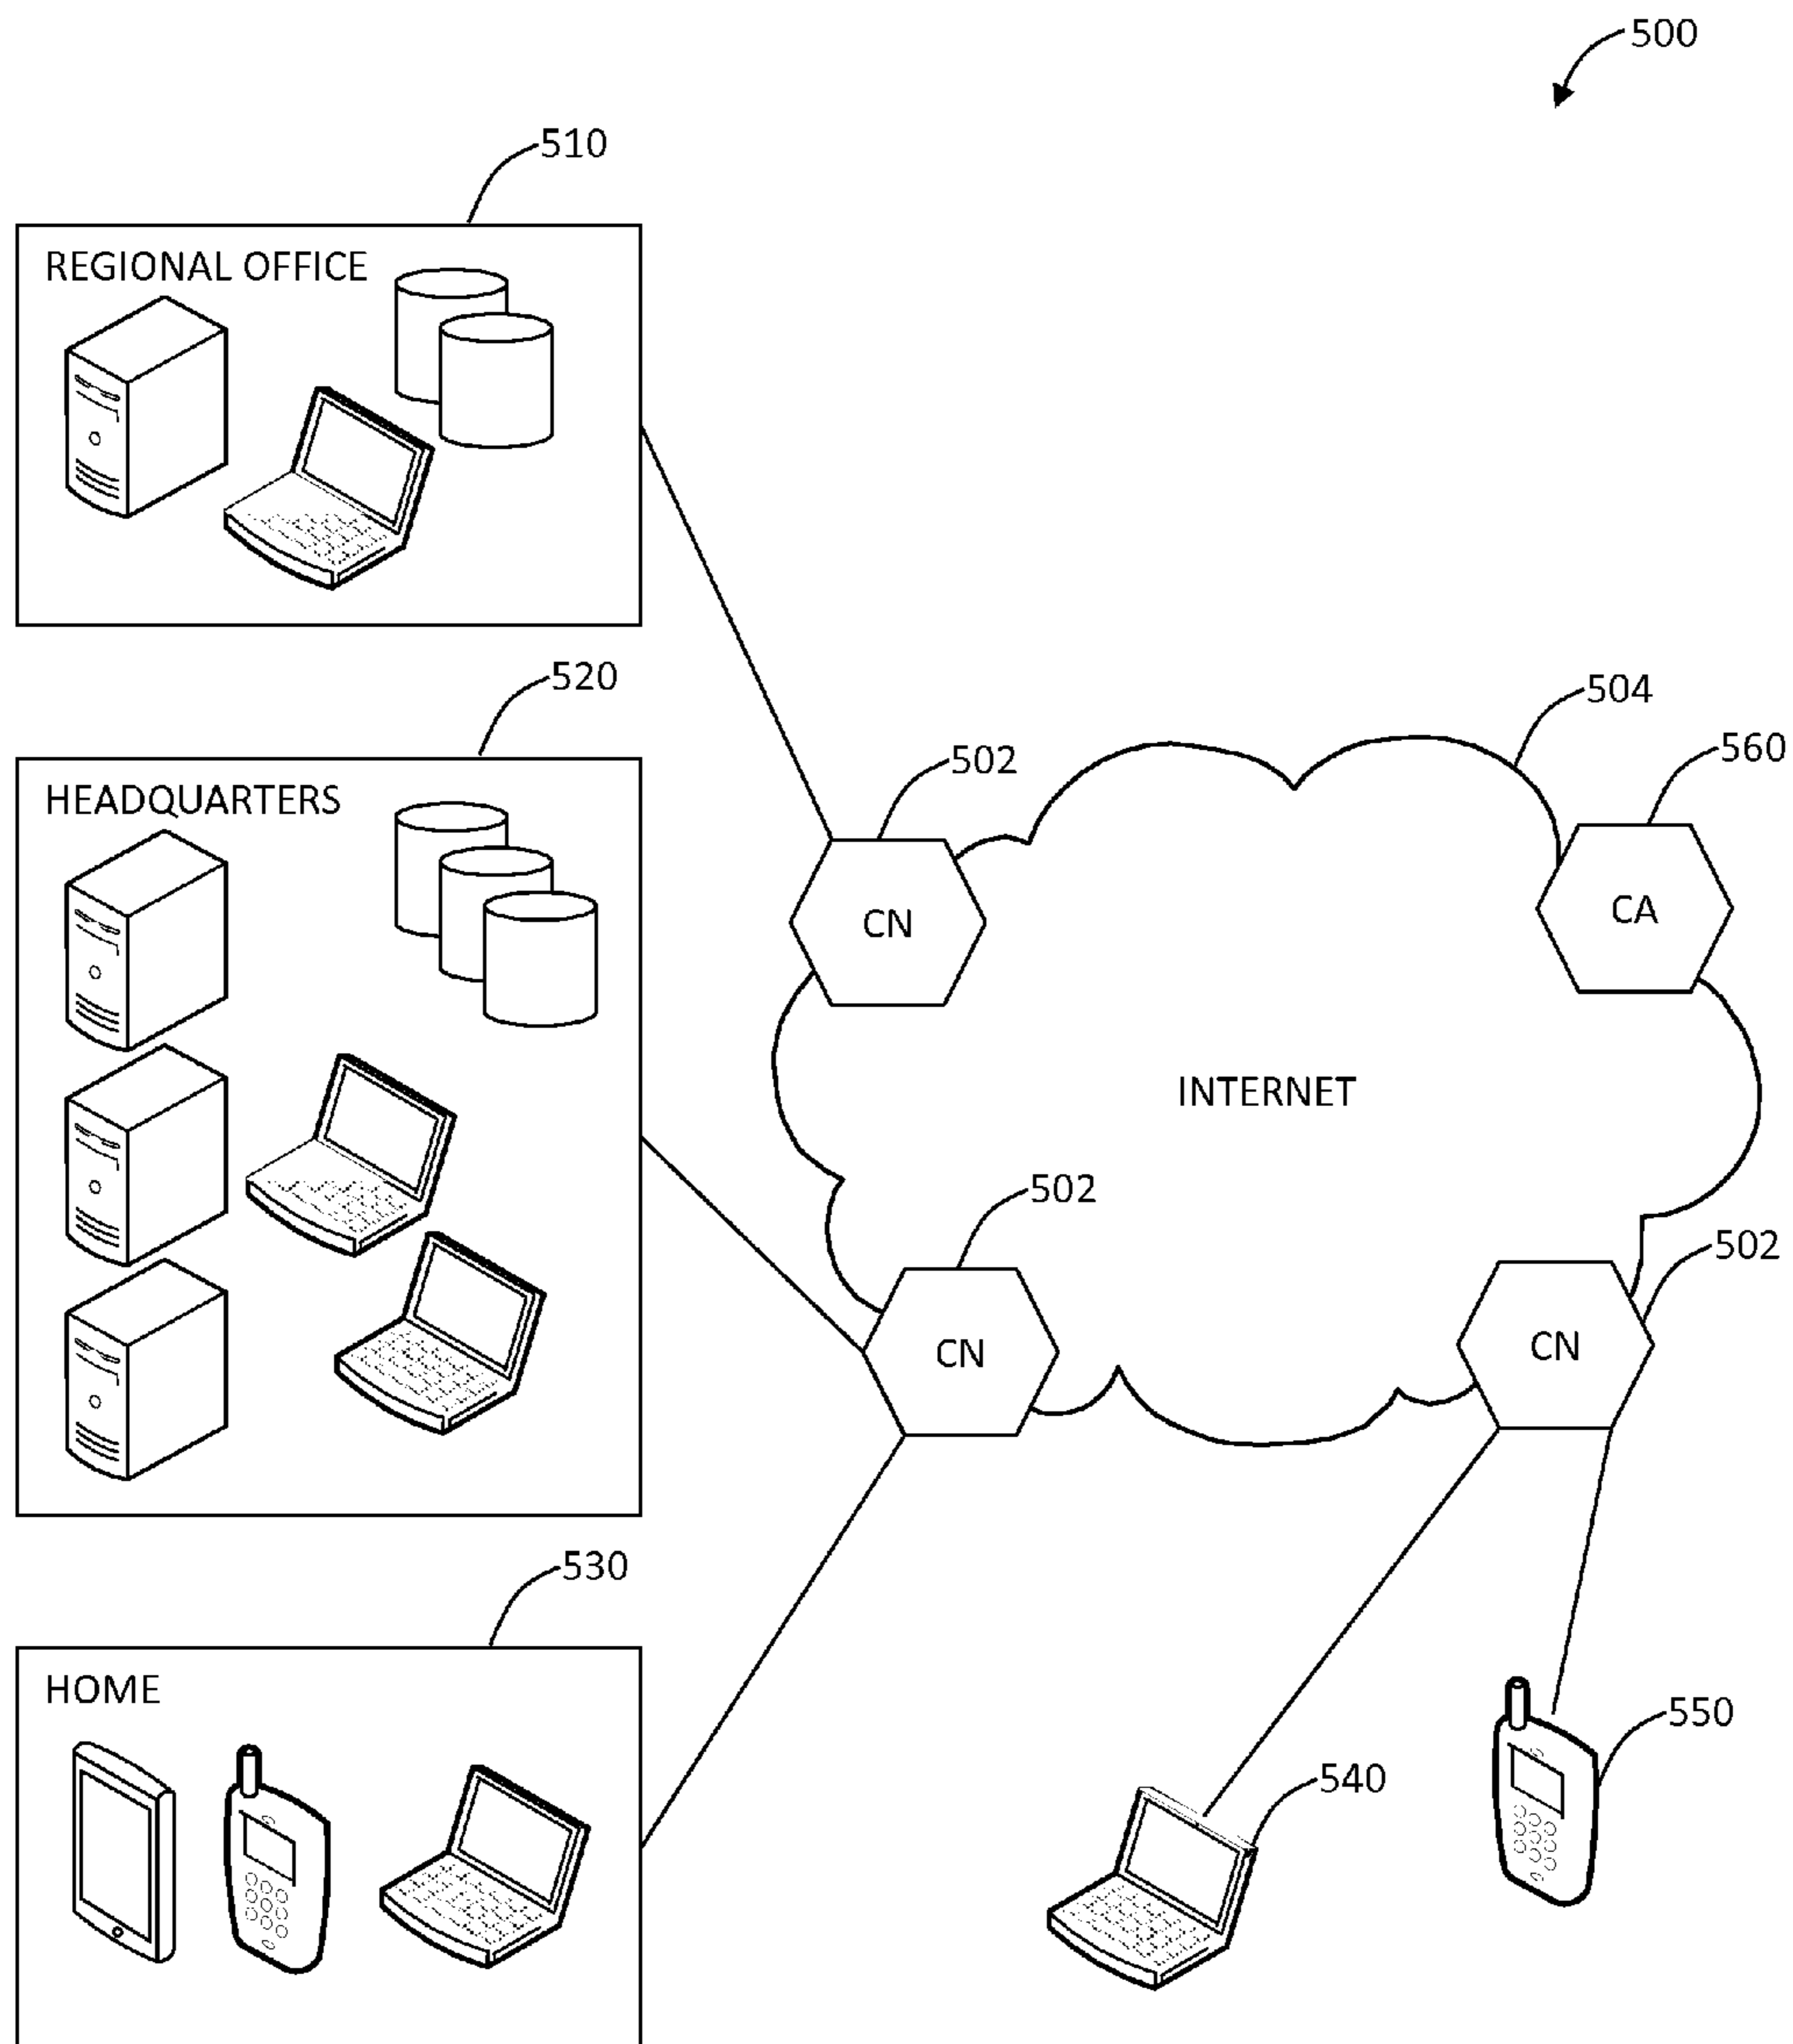 500
510
REGIONAL OFFICE
520
504
502
560
HEADQUARTERS
CN
CA
INTERNET
502
502
CN
CN
530
HOME
550
540